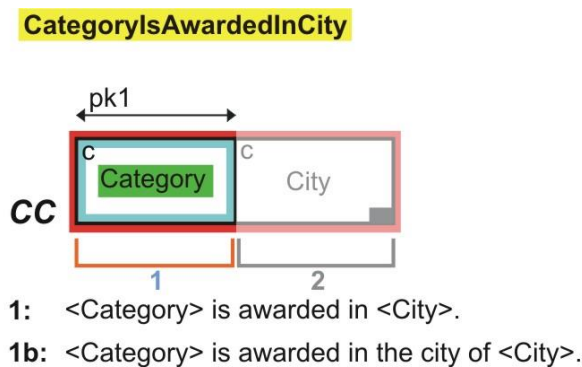 CategoryIsAwardedInCity
pk1
c c
Category City
CC
1 2
1: <Category> is awarded in <City>.
1b: <Category> is awarded in the city of <City>.